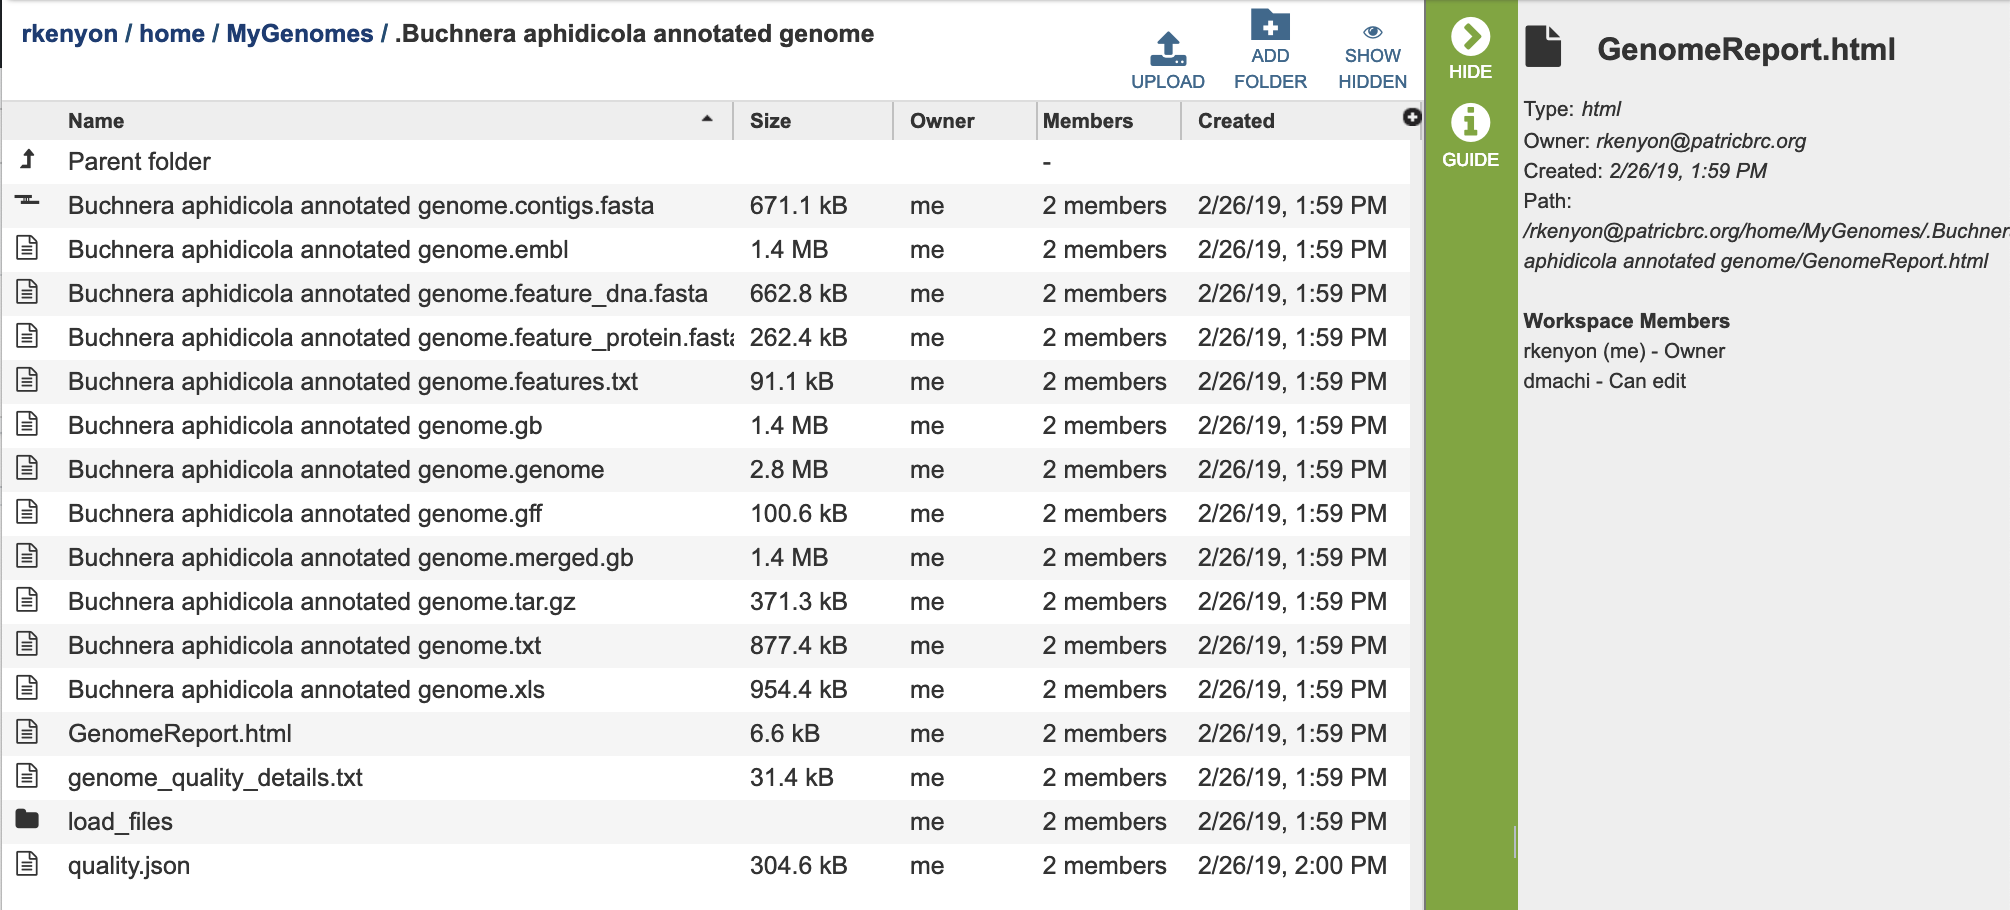 rkenyon / home / MyGenomes / .Buchnera aphidicola annotated genome
UPLOAD
ADD FOLDER
SHOW HIDDEN
Name Size Owner Members Created
Parent folder -
Buchnera aphidicola annotated genome.contigs.fasta 671.1 kB me 2 members 2/26/19, 1:59 PM
Buchnera aphidicola annotated genome.embl 1.4 MB me 2 members 2/26/19, 1:59 PM
Buchnera aphidicola annotated genome.feature_dna.fasta 662.8 kB me 2 members 2/26/19, 1:59 PM
Buchnera aphidicola annotated genome.feature_protein.fasta 262.4 kB me 2 members 2/26/19, 1:59 PM
Buchnera aphidicola annotated genome.features.txt 91.1 kB me 2 members 2/26/19, 1:59 PM
Buchnera aphidicola annotated genome.gb 1.4 MB me 2 members 2/26/19, 1:59 PM
Buchnera aphidicola annotated genome.genome 2.8 MB me 2 members 2/26/19, 1:59 PM
Buchnera aphidicola annotated genome.gff 100.6 kB me 2 members 2/26/19, 1:59 PM
Buchnera aphidicola annotated genome.merged.gb 1.4 MB me 2 members 2/26/19, 1:59 PM
Buchnera aphidicola annotated genome.tar.gz 371.3 kB me 2 members 2/26/19, 1:59 PM
Buchnera aphidicola annotated genome.txt 877.4 kB me 2 members 2/26/19, 1:59 PM
Buchnera aphidicola annotated genome.xls 954.4 kB me 2 members 2/26/19, 1:59 PM
GenomeReport.html 6.6 kB me 2 members 2/26/19, 1:59 PM
genome_quality_details.txt 31.4 kB me 2 members 2/26/19, 1:59 PM
load_files me 2 members 2/26/19, 1:59 PM
quality.json 304.6 kB me 2 members 2/26/19, 2:00 PM
HIDE
GUIDE
GenomeReport.html
Type: html
Owner: rkenyon@patricbrc.org
Created: 2/26/19, 1:59 PM
Path:
/rkenyon@patricbrc.org/home/MyGenomes/.Buchner
aphidicola annotated genome/GenomeReport.html
Workspace Members
rkenyon (me) - Owner
dmachi - Can edit